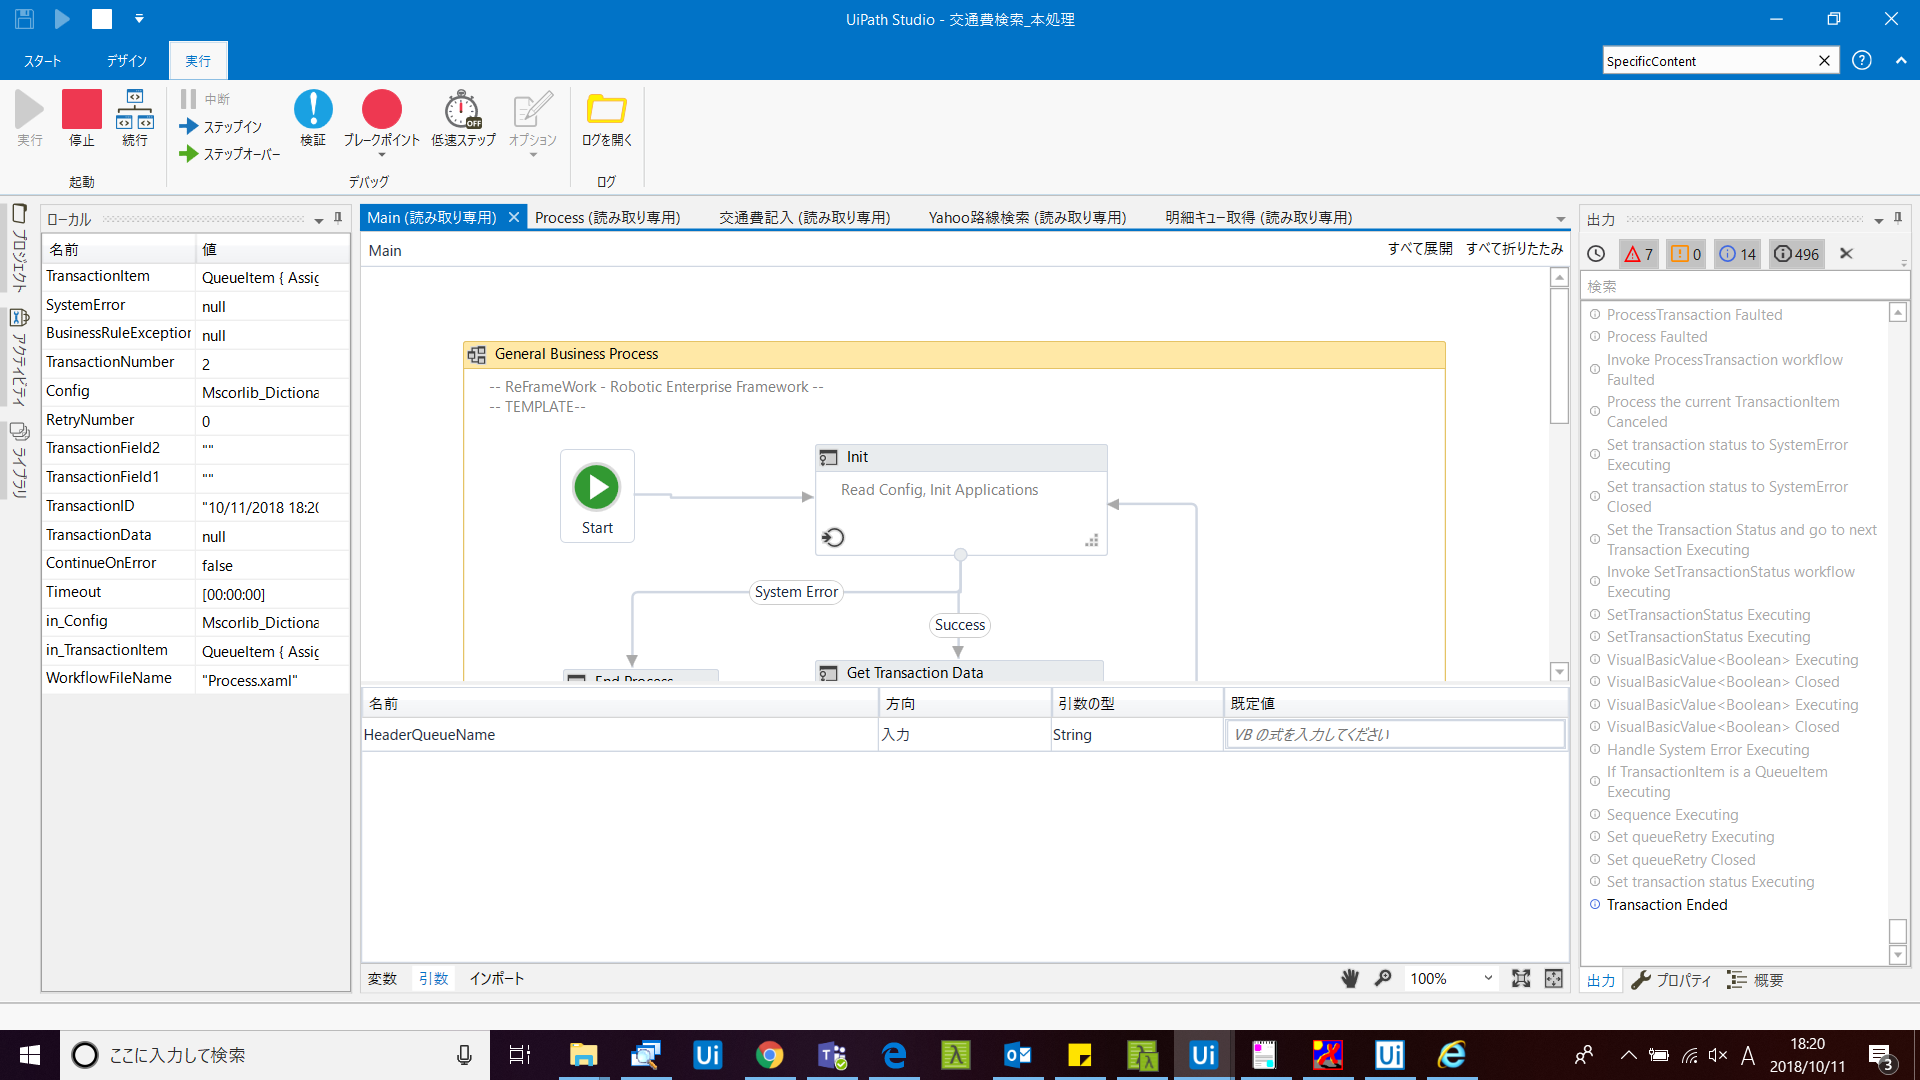 UiPath Studio - 交通費検索_本処理
スタート
デザイン
実行
SpecificContent
実行
停止
続行
中断
ステップイン
ステップオーバー
検証
ブレークポイント
低速ステップ
OFF
オプション
ログを開く
起動
デバッグ
ログ
プロジェクト
アクティビティ
ライブラリ
ローカル
名前 値
TransactionItem QueueItem { Assig
SystemError null
BusinessRuleException null
TransactionNumber 2
Config Mscorlib_Dictiona
RetryNumber 0
TransactionField2 ""
TransactionField1 ""
TransactionID "10/11/2018 18:20
TransactionData null
ContinueOnError false
Timeout [00:00:00]
in_Config Mscorlib_Dictiona
in_TransactionItem QueueItem { Assig
WorkflowFileName "Process.xaml"
Main (読み取り専用)
Process (読み取り専用)
交通費記入 (読み取り専用)
Yahoo路線検索 (読み取り専用)
明細キュー取得 (読み取り専用)
Main
すべて展開 すべて折りたたみ
General Business Process
-- ReFrameWork - Robotic Enterprise Framework --
-- TEMPLATE--
Start
Init
Read Config, Init Applications
System Error
Success
End Process
Get Transaction Data
名前 方向 引数の型 既定値
HeaderQueueName 入力 String VB の式を入力してください
変数 引数 インポート
100%
出力
7 0 14 496
検索
ProcessTransaction Faulted
Process Faulted
Invoke ProcessTransaction workflow
Faulted
Process the current TransactionItem
Canceled
Set transaction status to SystemError
Executing
Set transaction status to SystemError
Closed
Set the Transaction Status and go to next
Transaction Executing
Invoke SetTransactionStatus workflow
Executing
SetTransactionStatus Executing
SetTransactionStatus Executing
VisualBasicValue<Boolean> Executing
VisualBasicValue<Boolean> Closed
VisualBasicValue<Boolean> Executing
VisualBasicValue<Boolean> Closed
Handle System Error Executing
If TransactionItem is a QueueItem
Executing
Sequence Executing
Set queueRetry Executing
Set queueRetry Closed
Set transaction status Executing
Transaction Ended
出力 プロパティ 概要
ここに入力して検索
A
18:20
2018/10/11
3